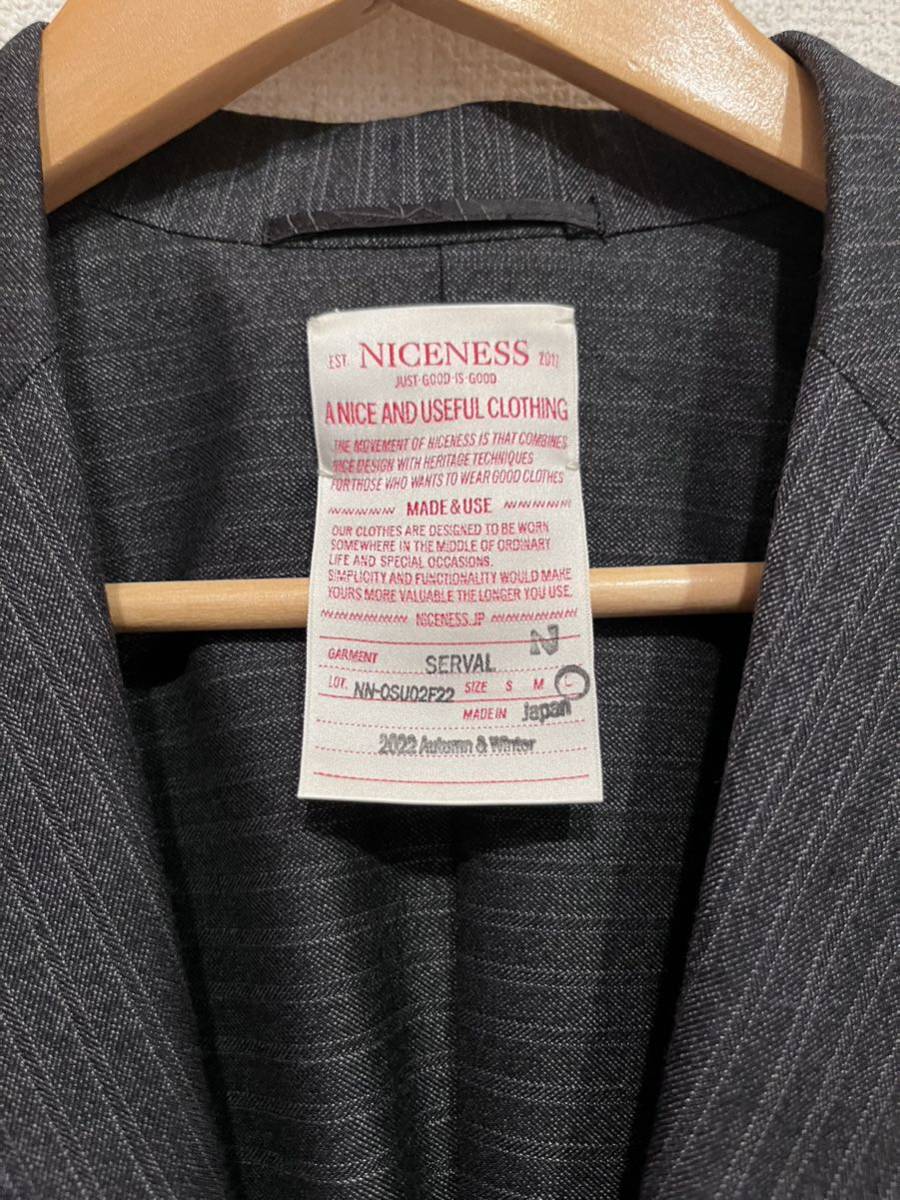 EST. NICENESS
JUST-GOOD-IS-GOOD
A NICE AND USEFUL CLOTHING
THE MOVEMENT OF NICENESS IS THAT COMBINES
NICE DESIGN WITH HERITAGE TECHNIQUES
FOR THOSE WHO WANTS TO WEAR GOOD CLOTHES
MADE & USE
OUR CLOTHES ARE DESIGNED TO BE WORN
SOMEWHERE IN THE MIDDLE OF ORDINARY
LIFE AND SPECIAL OCCASIONS.
SIMPLICITY AND FUNCTIONALITY WOULD MAKE
YOURS MORE VALUABLE THE LONGER YOU USE.
NICENESS.JP
N
GARMENT SERVAL
LOT. NN-OSU02F22 SIZE S M L
MADE IN Japan
2022 Autumn & Winter